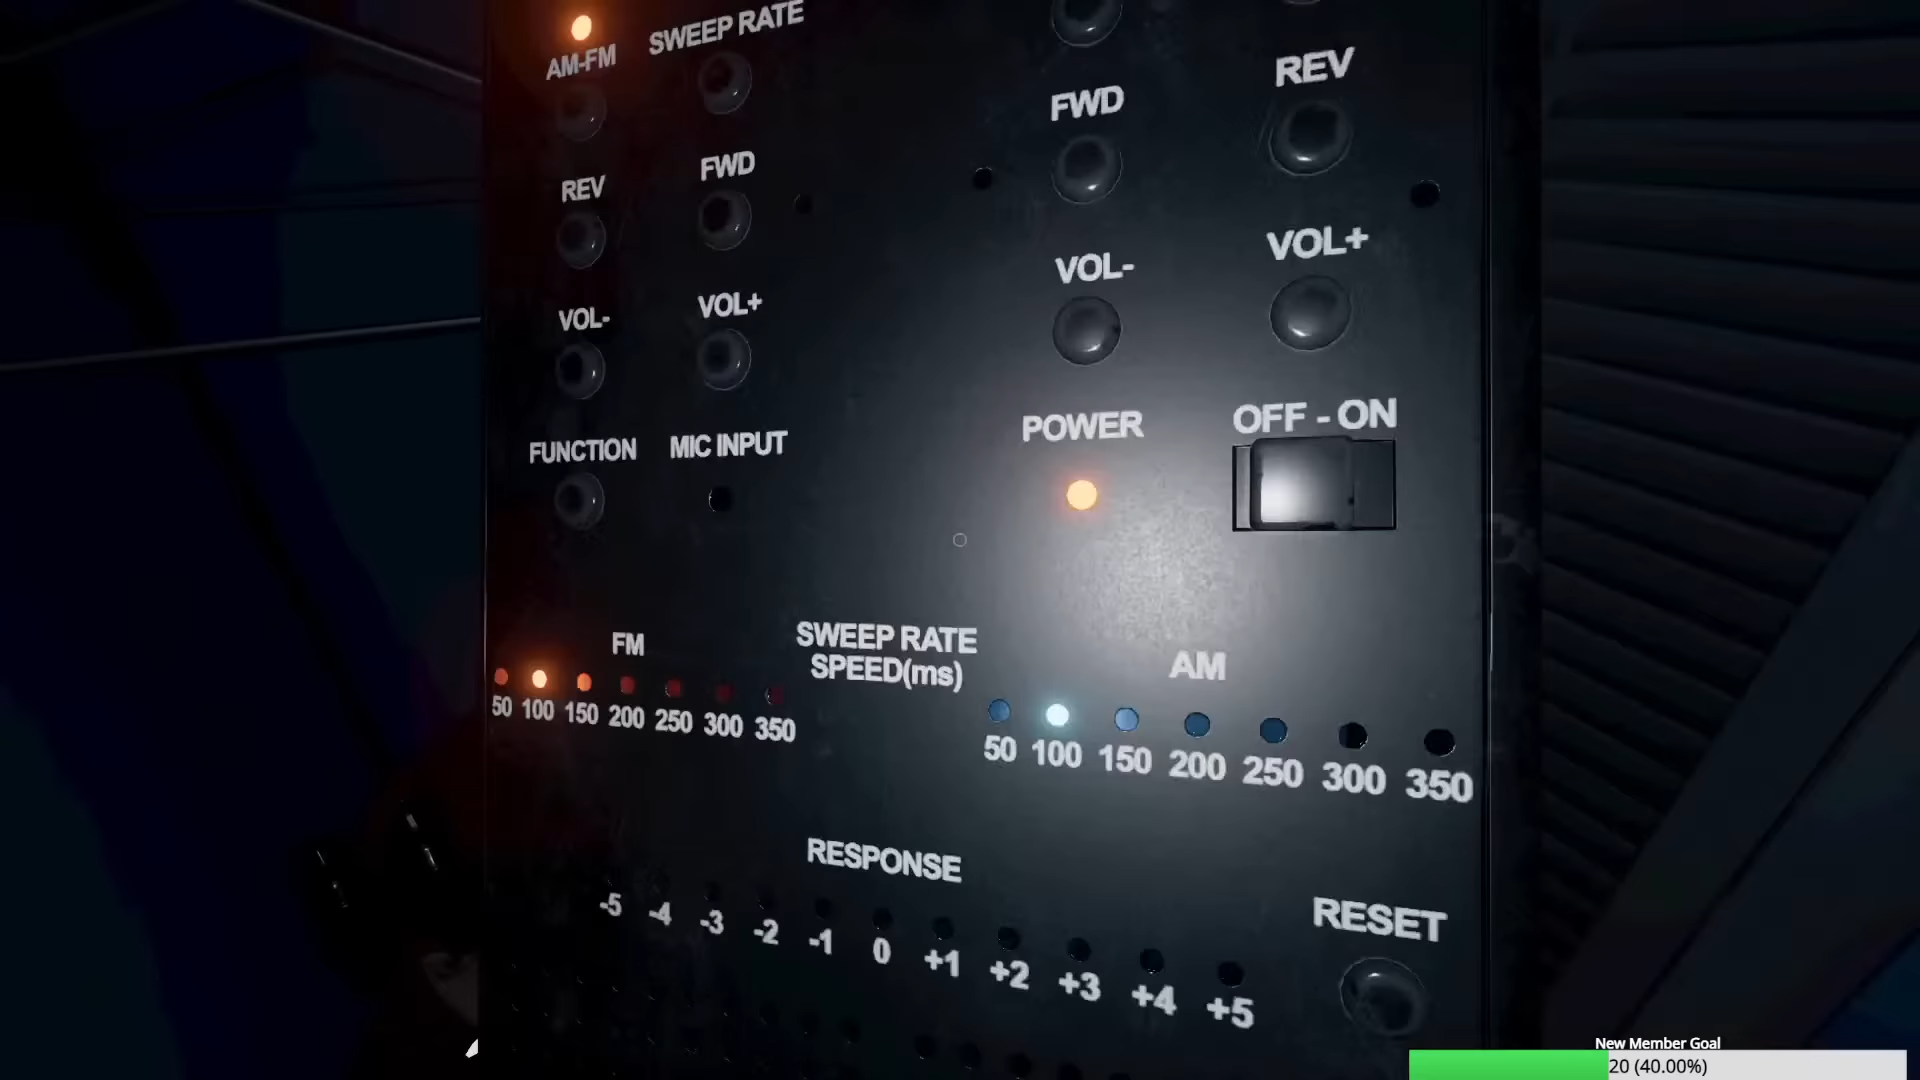 AM-FM SWEEP RATE
REV FWD
VOL- VOL+
FUNCTION MIC INPUT
FWD REV
VOL- VOL+
POWER OFF - ON
FM
50 100 150 200 250 300 350
SWEEP RATE
SPEED(ms)
AM
50 100 150 200 250 300 350
RESPONSE
-5 -4 -3 -2 -1 0 +1 +2 +3 +4 +5
RESET
New Member Goal
20 (40.00%)